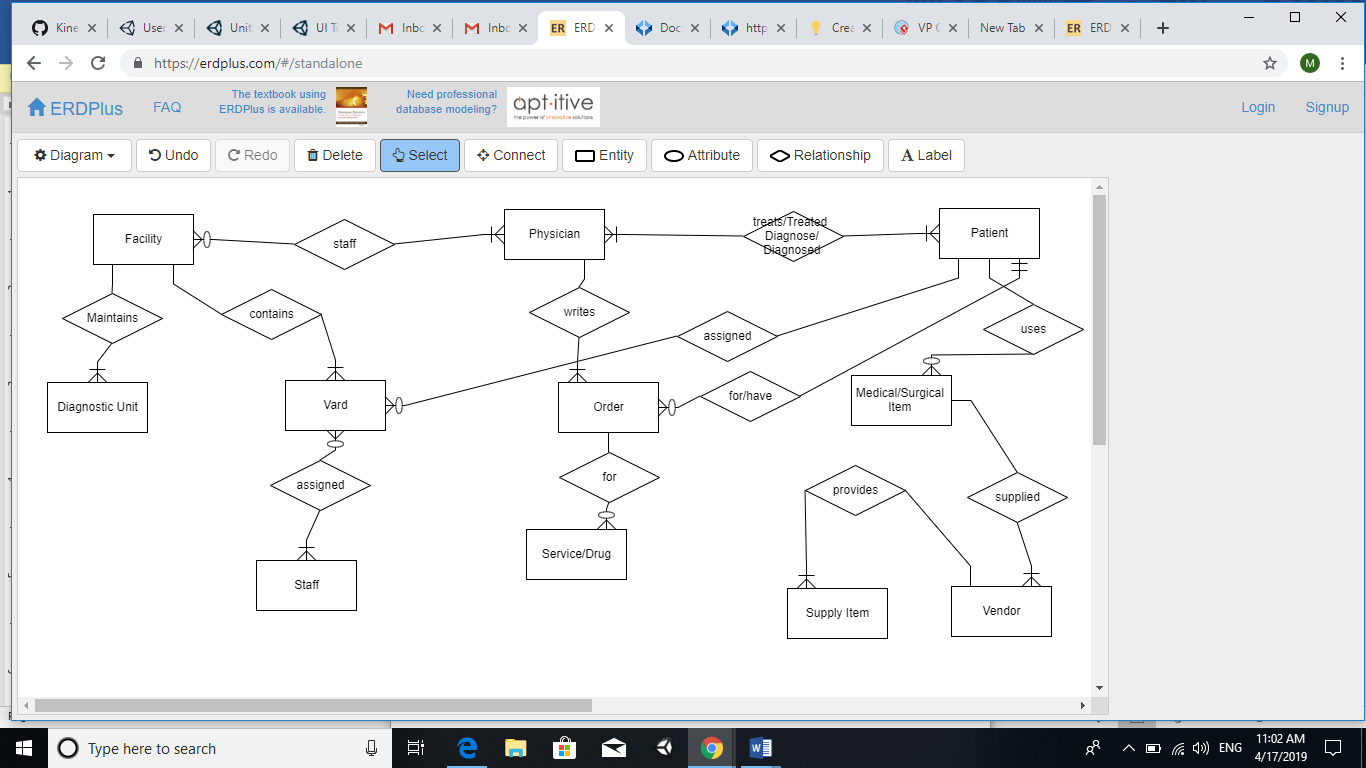 Kine
User
Unit
UI To
Inbo
Inbo
ERD
Doc
http
Crea
VP C
New Tab
ERD
https://erdplus.com/#/standalone
M
ERDPlus
FAQ
The textbook using
ERDPlus is available.
Need professional
database modeling?
apt·itive
the power of innovative solutions
Login
Signup
Diagram
Undo
Redo
Delete
Select
Connect
Entity
Attribute
Relationship
A Label
Facility
staff
Physician
treats/Treated
Diagnose/
Diagnosed
Patient
Maintains
contains
writes
assigned
uses
Diagnostic Unit
Vard
Order
for/have
Medical/Surgical
Item
assigned
for
provides
supplied
Service/Drug
Staff
Supply Item
Vendor
Type here to search
ENG
11:02 AM
4/17/2019